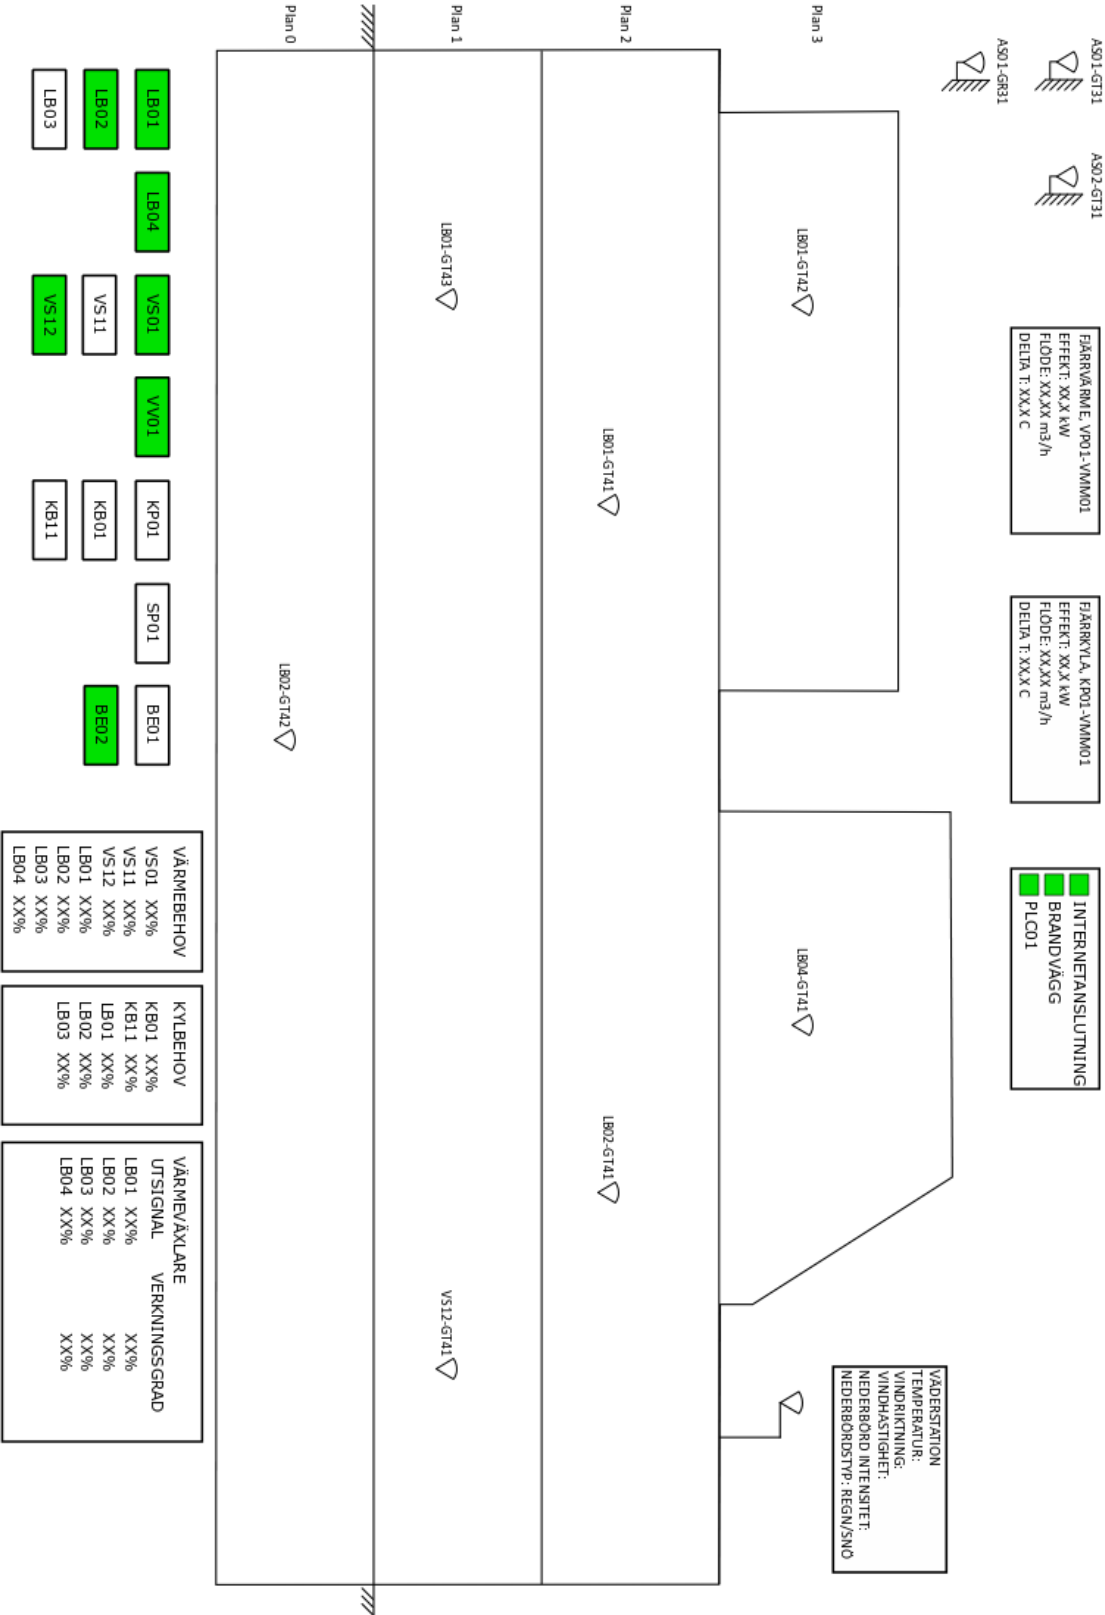 AS01-GT31
AS02-GT31
AS01-GR31
FJÄRRVÄRME, VP01-VMM01
EFFEKT: XX,X kW
FLÖDE: XX,XX m3/h
DELTA T: XX,X C
FJÄRRKYLA, KP01-VMM01
EFFEKT: XX,X kW
FLÖDE: XX,XX m3/h
DELTA T: XX,X C
INTERNETANSLUTNING
BRANDVÄGG
PLC01
VÄDERSTATION
TEMPERATUR:
VINDRIKTNING:
VINDHASTIGHET:
NEDERBÖRD INTENSITET:
NEDERBÖRDSTYP: REGN/SNÖ
Plan 3
LB01-GT42
LB04-GT41
Plan 2
LB01-GT41
LB02-GT41
Plan 1
LB01-GT43
VS12-GT41
Plan 0
LB02-GT42
LB01
LB04
VS01
VV01
KP01
SP01
BE01
LB02
VS11
KB01
BE02
LB03
VS12
KB11
VÄRMEBEHOV
VS01 XX%
VS11 XX%
VS12 XX%
LB01 XX%
LB02 XX%
LB03 XX%
LB04 XX%
KYLBEHOV
KB01 XX%
KB11 XX%
LB01 XX%
LB02 XX%
LB03 XX%
VÄRMEVÄXLARE
UTSIGNAL VERKNINGSGRAD
LB01 XX% XX%
LB02 XX% XX%
LB03 XX% XX%
LB04 XX% XX%